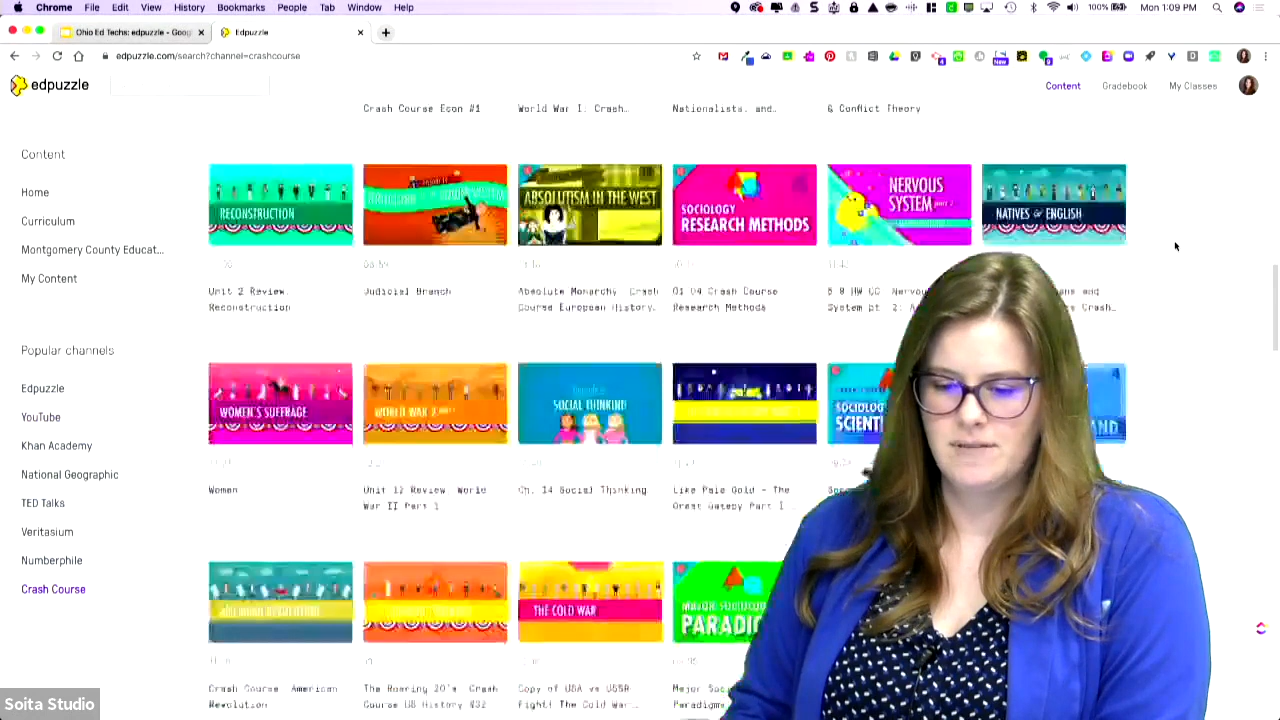 Chrome File Edit View History Bookmarks People Tab Window Help
100%
Mon 1:09 PM
Ohio Ed Techs: edpuzzle - Goog
Edpuzzle
edpuzzle.com/search?channel=crashcourse
New
edpuzzle
Content Gradebook My Classes
Crash Course Econ #1
World War I: Crash...
Nationalists, and...
& Conflict Theory
Content
Home
Curriculum
Montgomery County Educat...
My Content
Popular channels
Edpuzzle
YouTube
Khan Academy
National Geographic
TED Talks
Veritasium
Numberphile
Crash Course
RECONSTRUCTION
ABSOLUTISM IN THE WEST
SOCIOLOGY
RESEARCH METHODS
NERVOUS
SYSTEM part 2
NATIVES & ENGLISH
Unit 2 Review:
Reconstruction
Judicial Branch
Absolute Monarchy: Crash
Course European History
Crash Course
Research Methods
WOMEN'S SUFFRAGE
WORLD WAR 2
SOCIAL THINKING
Women
Unit 12 Review: World
War II Part 1
Ch. 14 Social Thinking
Like Pale Gold - The
Great Gatsby Part 1
THE COLD WAR
Crash Course: American
Revolution
The Roaring 20's: Crash
Course US History #32
Copy of USA vs USSR
Fight! The Cold War:
Soita Studio